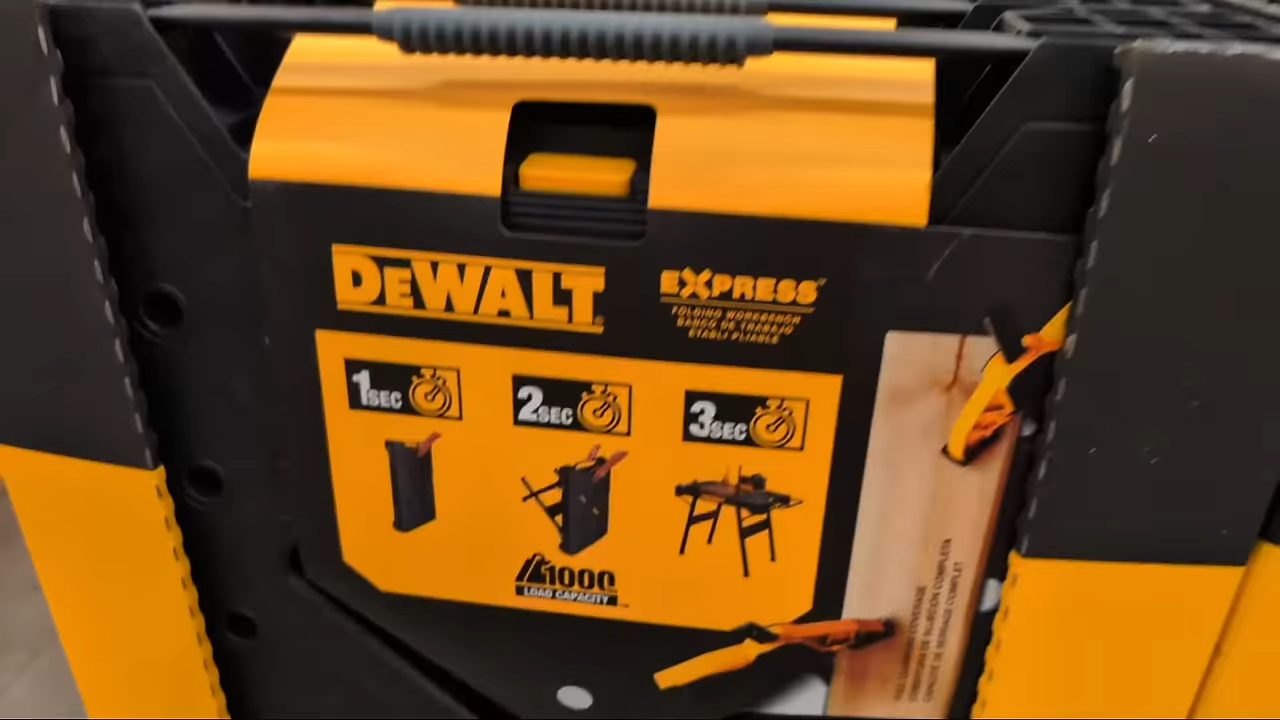 DEWALT
EXPRESS
FOLDING WORKBENCH
BANCO DE TRABAJO
ÉTABLI PLIABLE
1SEC
2SEC
3SEC
1000
LOAD CAPACITY